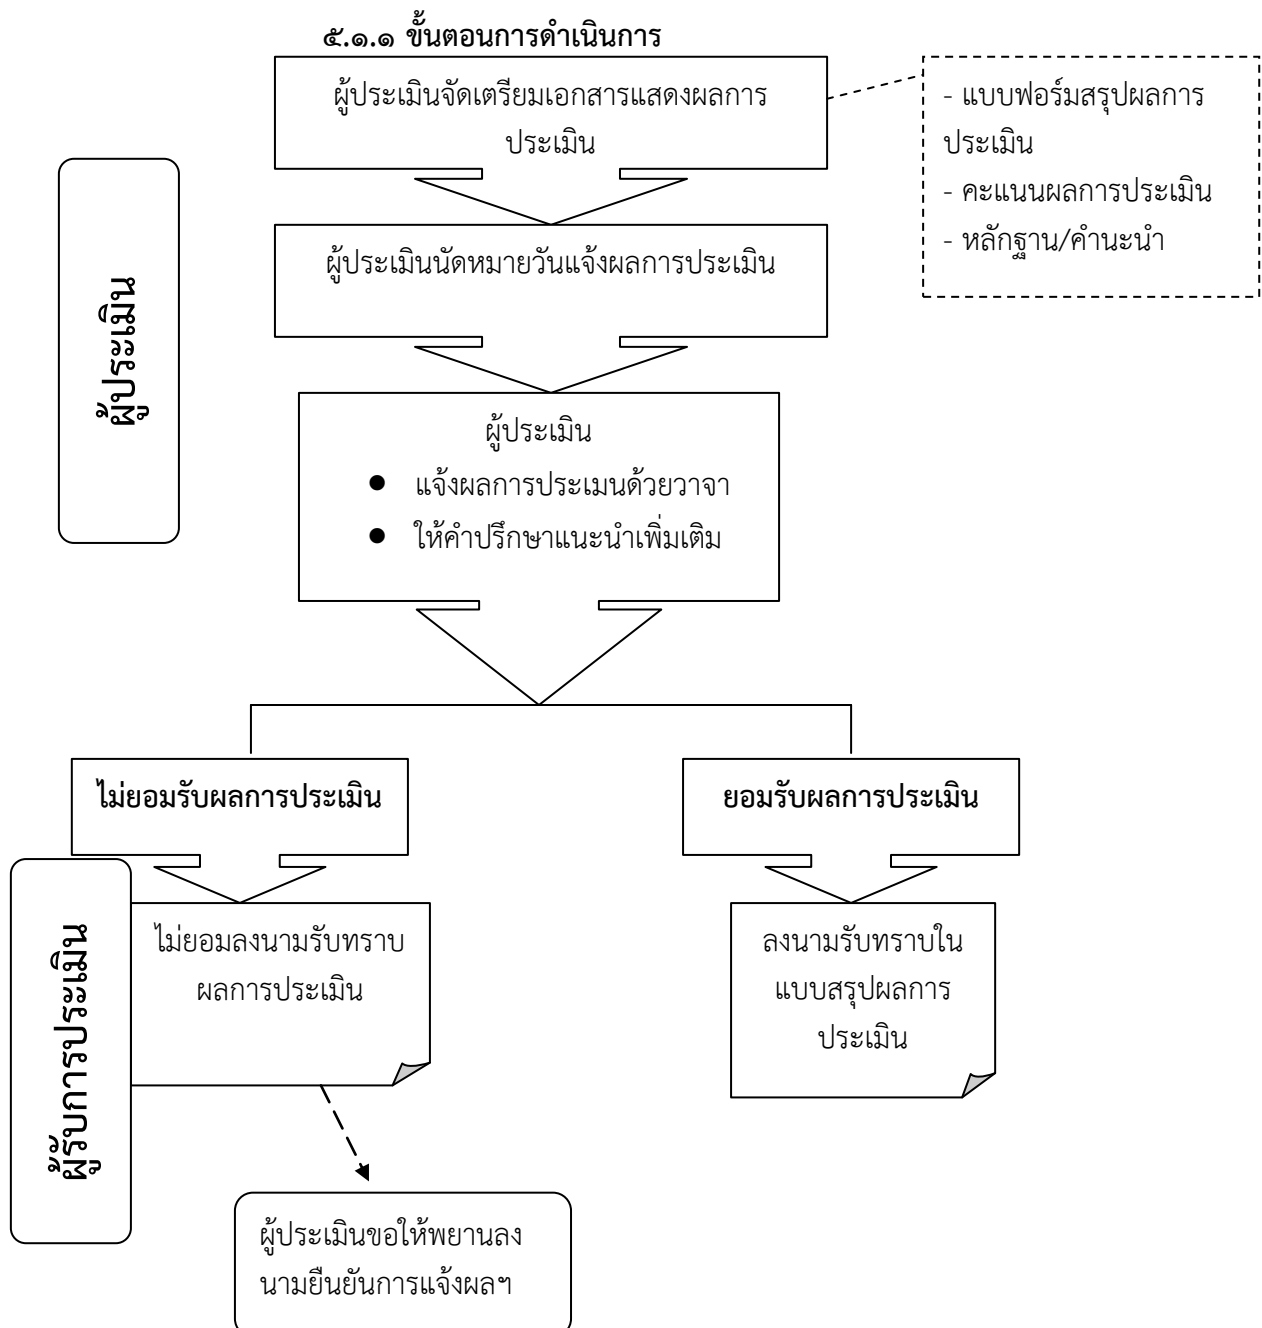 ๕.๑.๑ ขั้นตอนการดำเนินการ
ผู้ประเมินจัดเตรียมเอกสารแสดงผลการ
ประเมิน
- แบบฟอร์มสรุปผลการ
ประเมิน
- คะแนนผลการประเมิน
- หลักฐาน/คำนะนำ
ผู้ประเมินนัดหมายวันแจ้งผลการประเมิน
ผู้ประเมิน
ผู้ประเมิน
● แจ้งผลการประเมนด้วยวาจา
● ให้คำปรึกษาแนะนำเพิ่มเติม
ไม่ยอมรับผลการประเมิน
ยอมรับผลการประเมิน
ผู้รับการประเมิน
ไม่ยอมลงนามรับทราบ
ผลการประเมิน
ลงนามรับทราบใน
แบบสรุปผลการ
ประเมิน
ผู้ประเมินขอให้พยานลง
นามยืนยันการแจ้งผลฯ